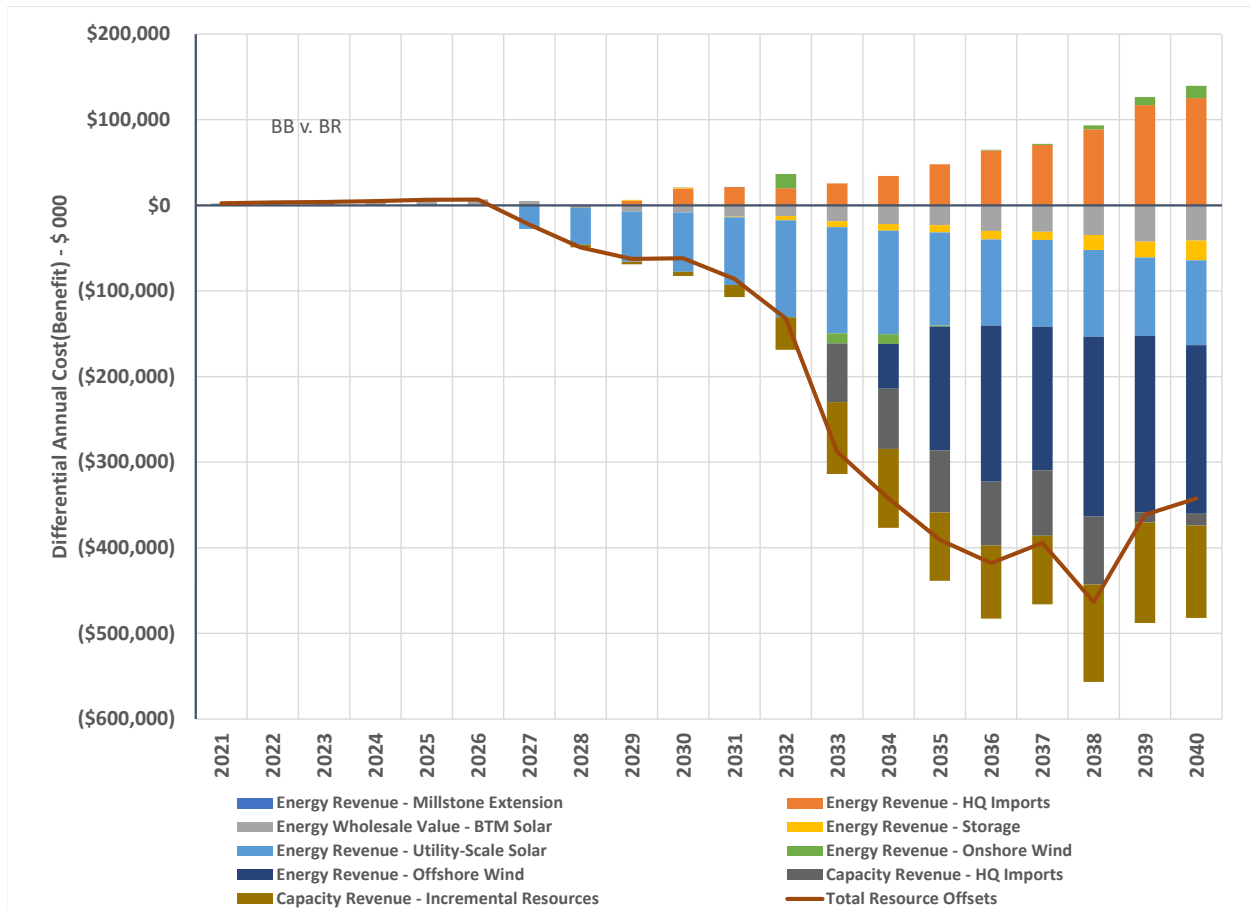 $200,000
$100,000
$0
($100,000)
($200,000)
($300,000)
($400,000)
($500,000)
($600,000)
Differential Annual Cost(Benefit) - $ 000
BB v. BR
2021
2022
2023
2024
2025
2026
2027
2028
2029
2030
2031
2032
2033
2034
2035
2036
2037
2038
2039
2040
Energy Revenue - Millstone Extension
Energy Revenue - HQ Imports
Energy Wholesale Value - BTM Solar
Energy Revenue - Storage
Energy Revenue - Utility-Scale Solar
Energy Revenue - Onshore Wind
Energy Revenue - Offshore Wind
Capacity Revenue - HQ Imports
Capacity Revenue - Incremental Resources
Total Resource Offsets